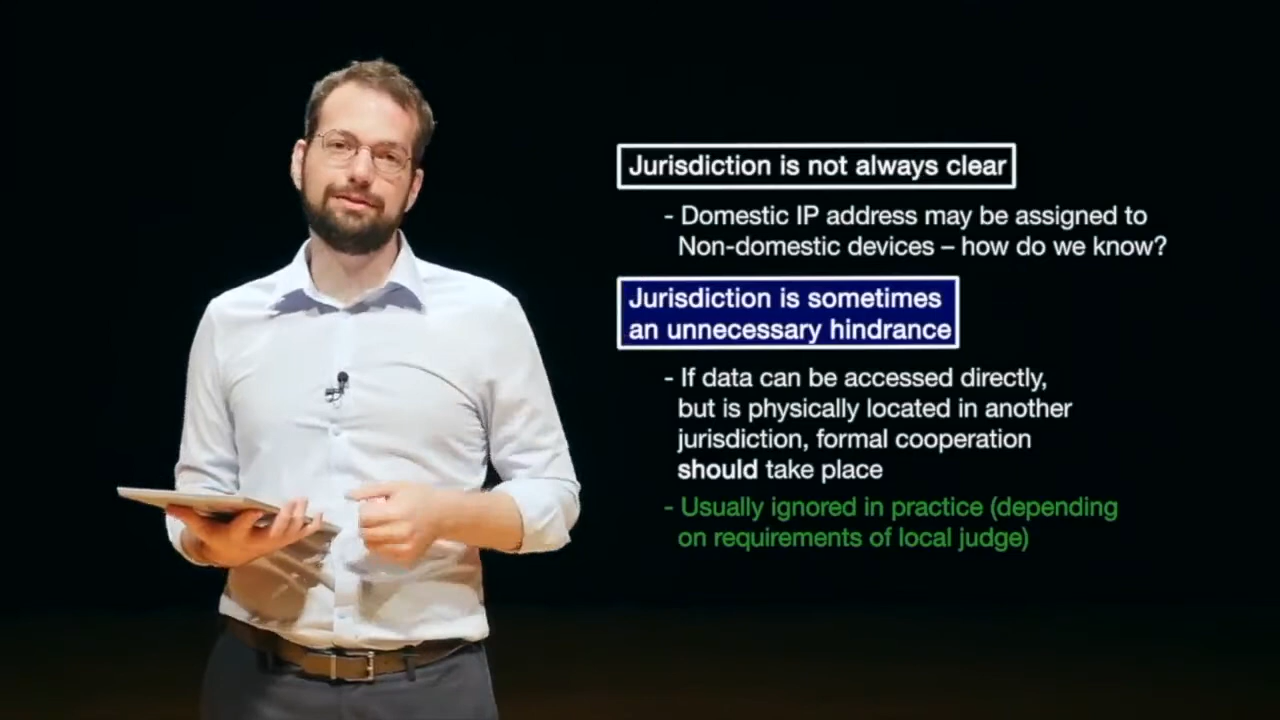 Jurisdiction is not always clear
- Domestic IP address may be assigned to
Non-domestic devices – how do we know?
Jurisdiction is sometimes
an unnecessary hindrance
- If data can be accessed directly,
but is physically located in another
jurisdiction, formal cooperation
should take place
- Usually ignored in practice (depending
on requirements of local judge)